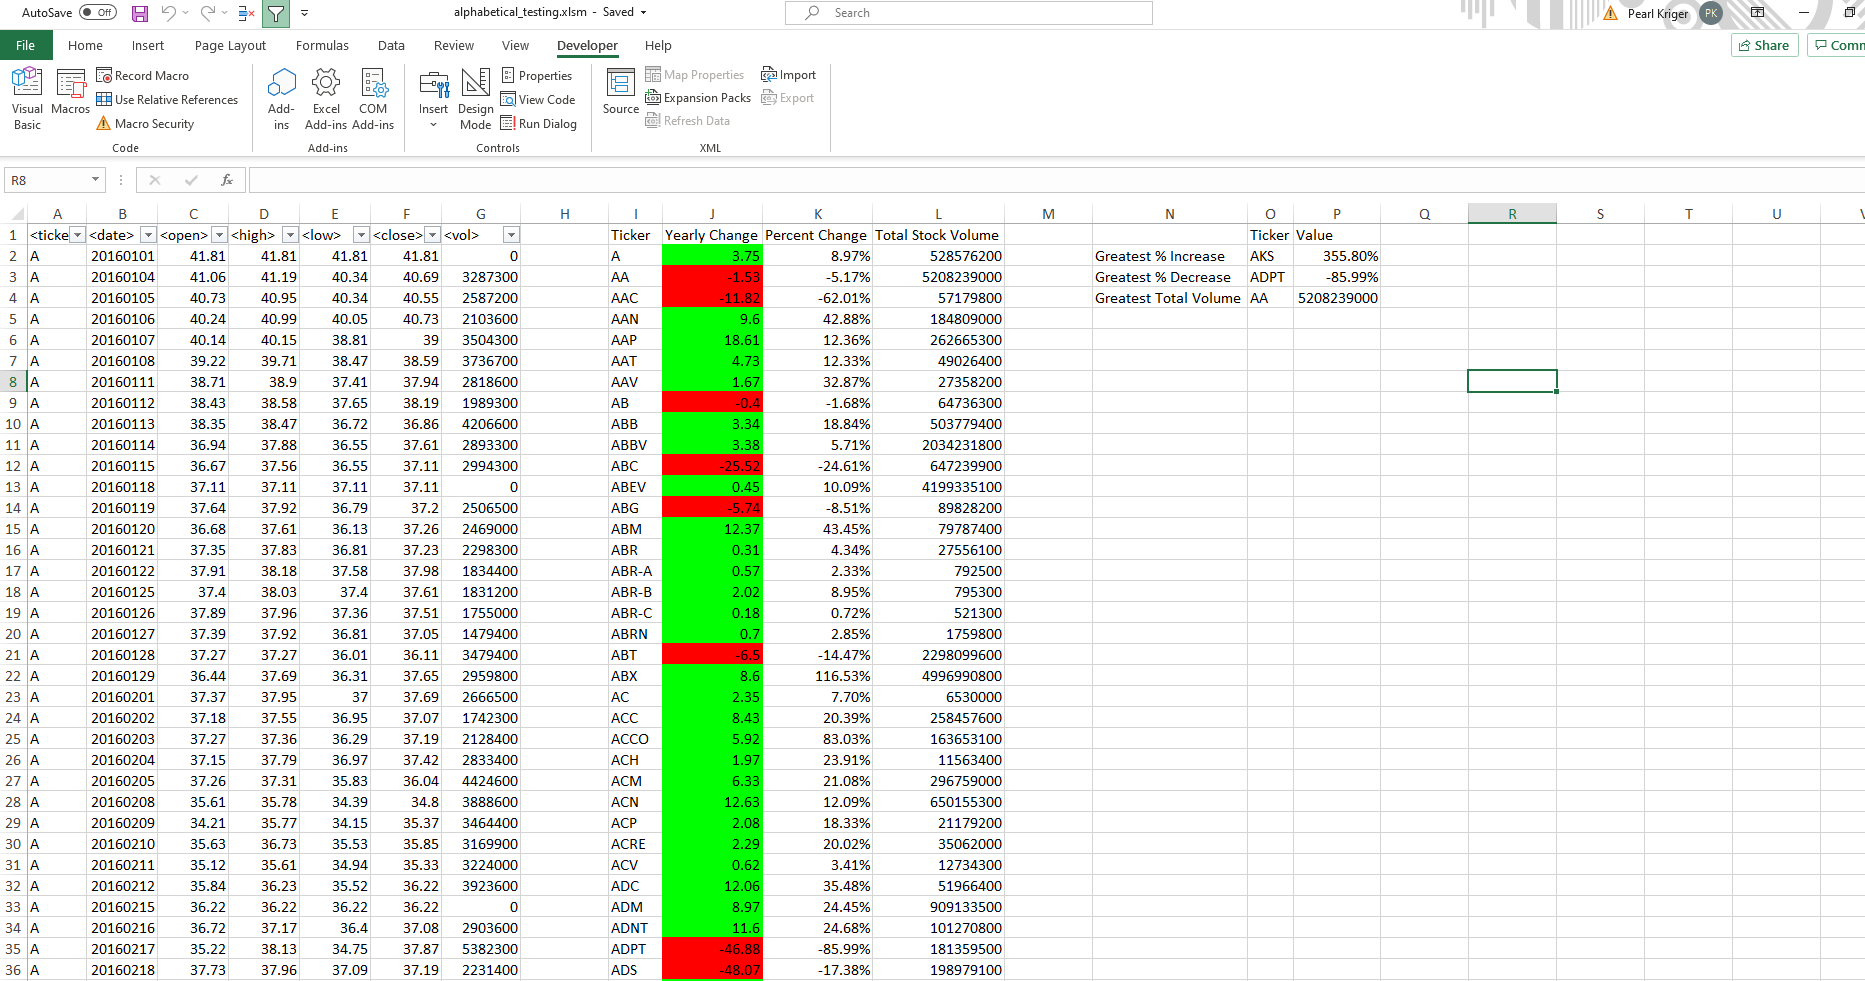 AutoSave Off alphabetical_testing.xlsm - Saved Search Pearl Kriger PK
File Home Insert Page Layout Formulas Data Review View Developer Help Share Comm
Visual Basic Macros Record Macro Use Relative References Macro Security Code
Add-ins Excel Add-ins COM Add-ins Add-ins
Insert Design Mode Properties View Code Run Dialog Controls
Source Map Properties Expansion Packs Refresh Data Import Export XML
R8 fx
A B C D E F G H I J K L M N O P Q R S T U
1 <ticke <date> <open> <high> <low> <close> <vol> Ticker Yearly Change Percent Change Total Stock Volume Ticker Value
2 A 20160101 41.81 41.81 41.81 41.81 0 A 3.75 8.97% 528576200 Greatest % Increase AKS 355.80%
3 A 20160104 41.06 41.19 40.34 40.69 3287300 AA -1.53 -5.17% 5208239000 Greatest % Decrease ADPT -85.99%
4 A 20160105 40.73 40.95 40.34 40.55 2587200 AAC -11.82 -62.01% 57179800 Greatest Total Volume AA 5208239000
5 A 20160106 40.24 40.99 40.05 40.73 2103600 AAN 9.6 42.88% 184809000
6 A 20160107 40.14 40.15 38.81 39 3504300 AAP 18.61 12.36% 262665300
7 A 20160108 39.22 39.71 38.47 38.59 3736700 AAT 4.73 12.33% 49026400
8 A 20160111 38.71 38.9 37.41 37.94 2818600 AAV 1.67 32.87% 27358200
9 A 20160112 38.43 38.58 37.65 38.19 1989300 AB -0.4 -1.68% 64736300
10 A 20160113 38.35 38.47 36.72 36.86 4206600 ABB 3.34 18.84% 503779400
11 A 20160114 36.94 37.88 36.55 37.61 2893300 ABBV 3.38 5.71% 2034231800
12 A 20160115 36.67 37.56 36.55 37.11 2994300 ABC -25.52 -24.61% 647239900
13 A 20160118 37.11 37.11 37.11 37.11 0 ABEV 0.45 10.09% 4199335100
14 A 20160119 37.64 37.92 36.79 37.2 2506500 ABG -5.74 -8.51% 89828200
15 A 20160120 36.68 37.61 36.13 37.26 2469000 ABM 12.37 43.45% 79787400
16 A 20160121 37.35 37.83 36.81 37.23 2298300 ABR 0.31 4.34% 27556100
17 A 20160122 37.91 38.18 37.58 37.98 1834400 ABR-A 0.57 2.33% 792500
18 A 20160125 37.4 38.03 37.4 37.61 1831200 ABR-B 2.02 8.95% 795300
19 A 20160126 37.89 37.96 37.36 37.51 1755000 ABR-C 0.18 0.72% 521300
20 A 20160127 37.39 37.92 36.81 37.05 1479400 ABRN 0.7 2.85% 1759800
21 A 20160128 37.27 37.27 36.01 36.11 3479400 ABT -6.5 -14.47% 2298099600
22 A 20160129 36.44 37.69 36.31 37.65 2959800 ABX 8.6 116.53% 4996990800
23 A 20160201 37.37 37.95 37 37.69 2666500 AC 2.35 7.70% 6530000
24 A 20160202 37.18 37.55 36.95 37.07 1742300 ACC 8.43 20.39% 258457600
25 A 20160203 37.27 37.36 36.29 37.19 2128400 ACCO 5.92 83.03% 163653100
26 A 20160204 37.15 37.79 36.97 37.42 2833400 ACH 1.97 23.91% 11563400
27 A 20160205 37.26 37.31 35.83 36.04 4424600 ACM 6.33 21.08% 296759000
28 A 20160208 35.61 35.78 34.39 34.8 3888600 ACN 12.63 12.09% 650155300
29 A 20160209 34.21 35.77 34.15 35.37 3464400 ACP 2.08 18.33% 21179200
30 A 20160210 35.63 36.73 35.53 35.85 3169900 ACRE 2.29 20.02% 35062000
31 A 20160211 35.12 35.61 34.94 35.33 3224000 ACV 0.62 3.41% 12734300
32 A 20160212 35.84 36.23 35.52 36.22 3923600 ADC 12.06 35.48% 51966400
33 A 20160215 36.22 36.22 36.22 36.22 0 ADM 8.97 24.45% 909133500
34 A 20160216 36.72 37.17 36.4 37.08 2903600 ADNT 11.6 24.68% 101270800
35 A 20160217 35.22 38.13 34.75 37.87 5382300 ADPT -46.88 -85.99% 181359500
36 A 20160218 37.73 37.96 37.09 37.19 2231400 ADS -48.07 -17.38% 198979100